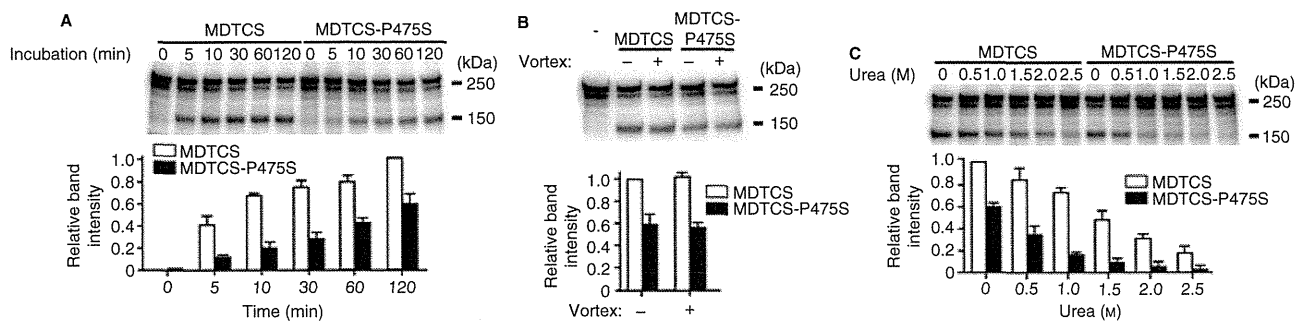 A
MDTCS MDTCS-P475S
Incubation (min) 0 5 10 30 60 120 0 5 10 30 60 120 (kDa)
250
150
1.0
0.8
0.6
0.4
0.2
0
Relative band intensity
MDTCS
MDTCS-P475S
0 5 10 30 60 120
Time (min)
B
- MDTCS MDTCS-P475S
Vortex: – + – + (kDa)
250
150
1.0
0.8
0.6
0.4
0.2
0
Relative band intensity
MDTCS
MDTCS-P475S
Vortex: – +
C
MDTCS MDTCS-P475S
Urea (M) 0 0.5 1.0 1.5 2.0 2.5 0 0.5 1.0 1.5 2.0 2.5 (kDa)
250
150
1.0
0.8
0.6
0.4
0.2
0
Relative band intensity
MDTCS
MDTCS-P475S
0 0.5 1.0 1.5 2.0 2.5
Urea (M)